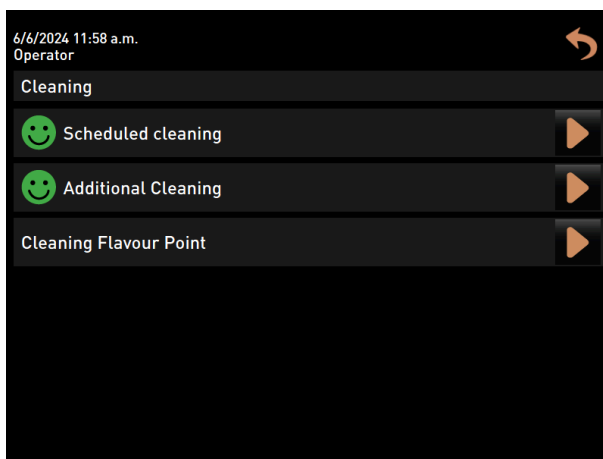 6/6/2024 11:58 a.m.
Operator
Cleaning
Scheduled cleaning
Additional Cleaning
Cleaning Flavour Point